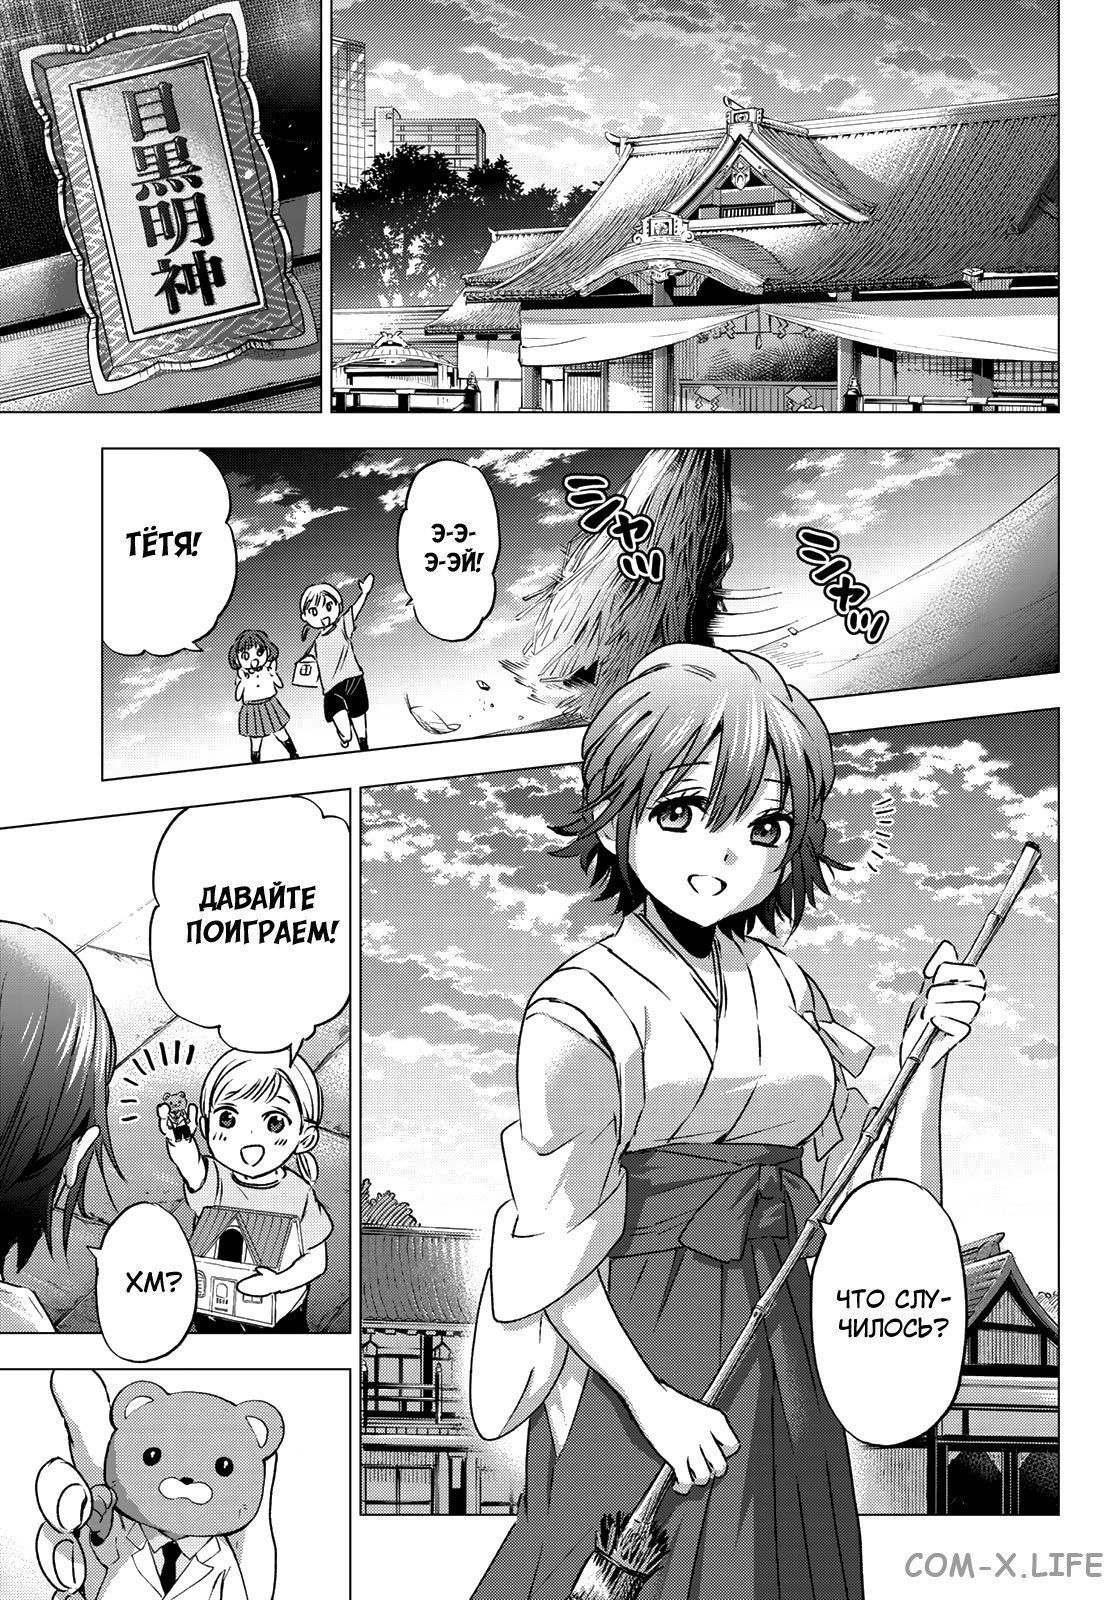 目黒明神
シャッ
シャッ
Э-Э-
Э-ЭЙ!
ТЁТЯ!
ЧТО СЛУ-
ЧИЛОСЬ?
ДАВАЙТЕ
ПОИГРАЕМ!
ХМ?
COM-X.LIFE